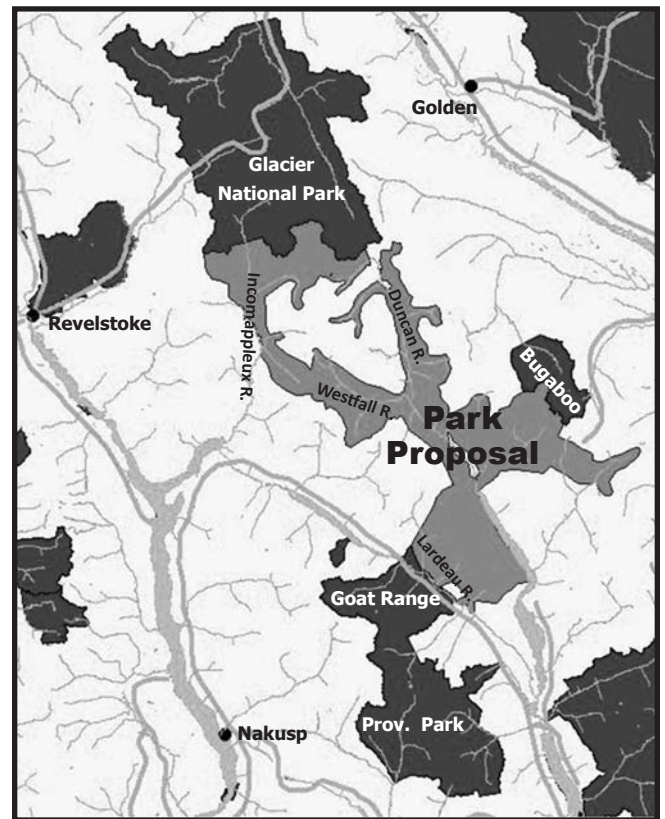 Golden
Glacier
National Park
Incomappleux R.
Duncan R.
Revelstoke
Bugaboo
Westfall R.
Park
Proposal
Lardeau R.
Goat Range
Prov. Park
Nakusp